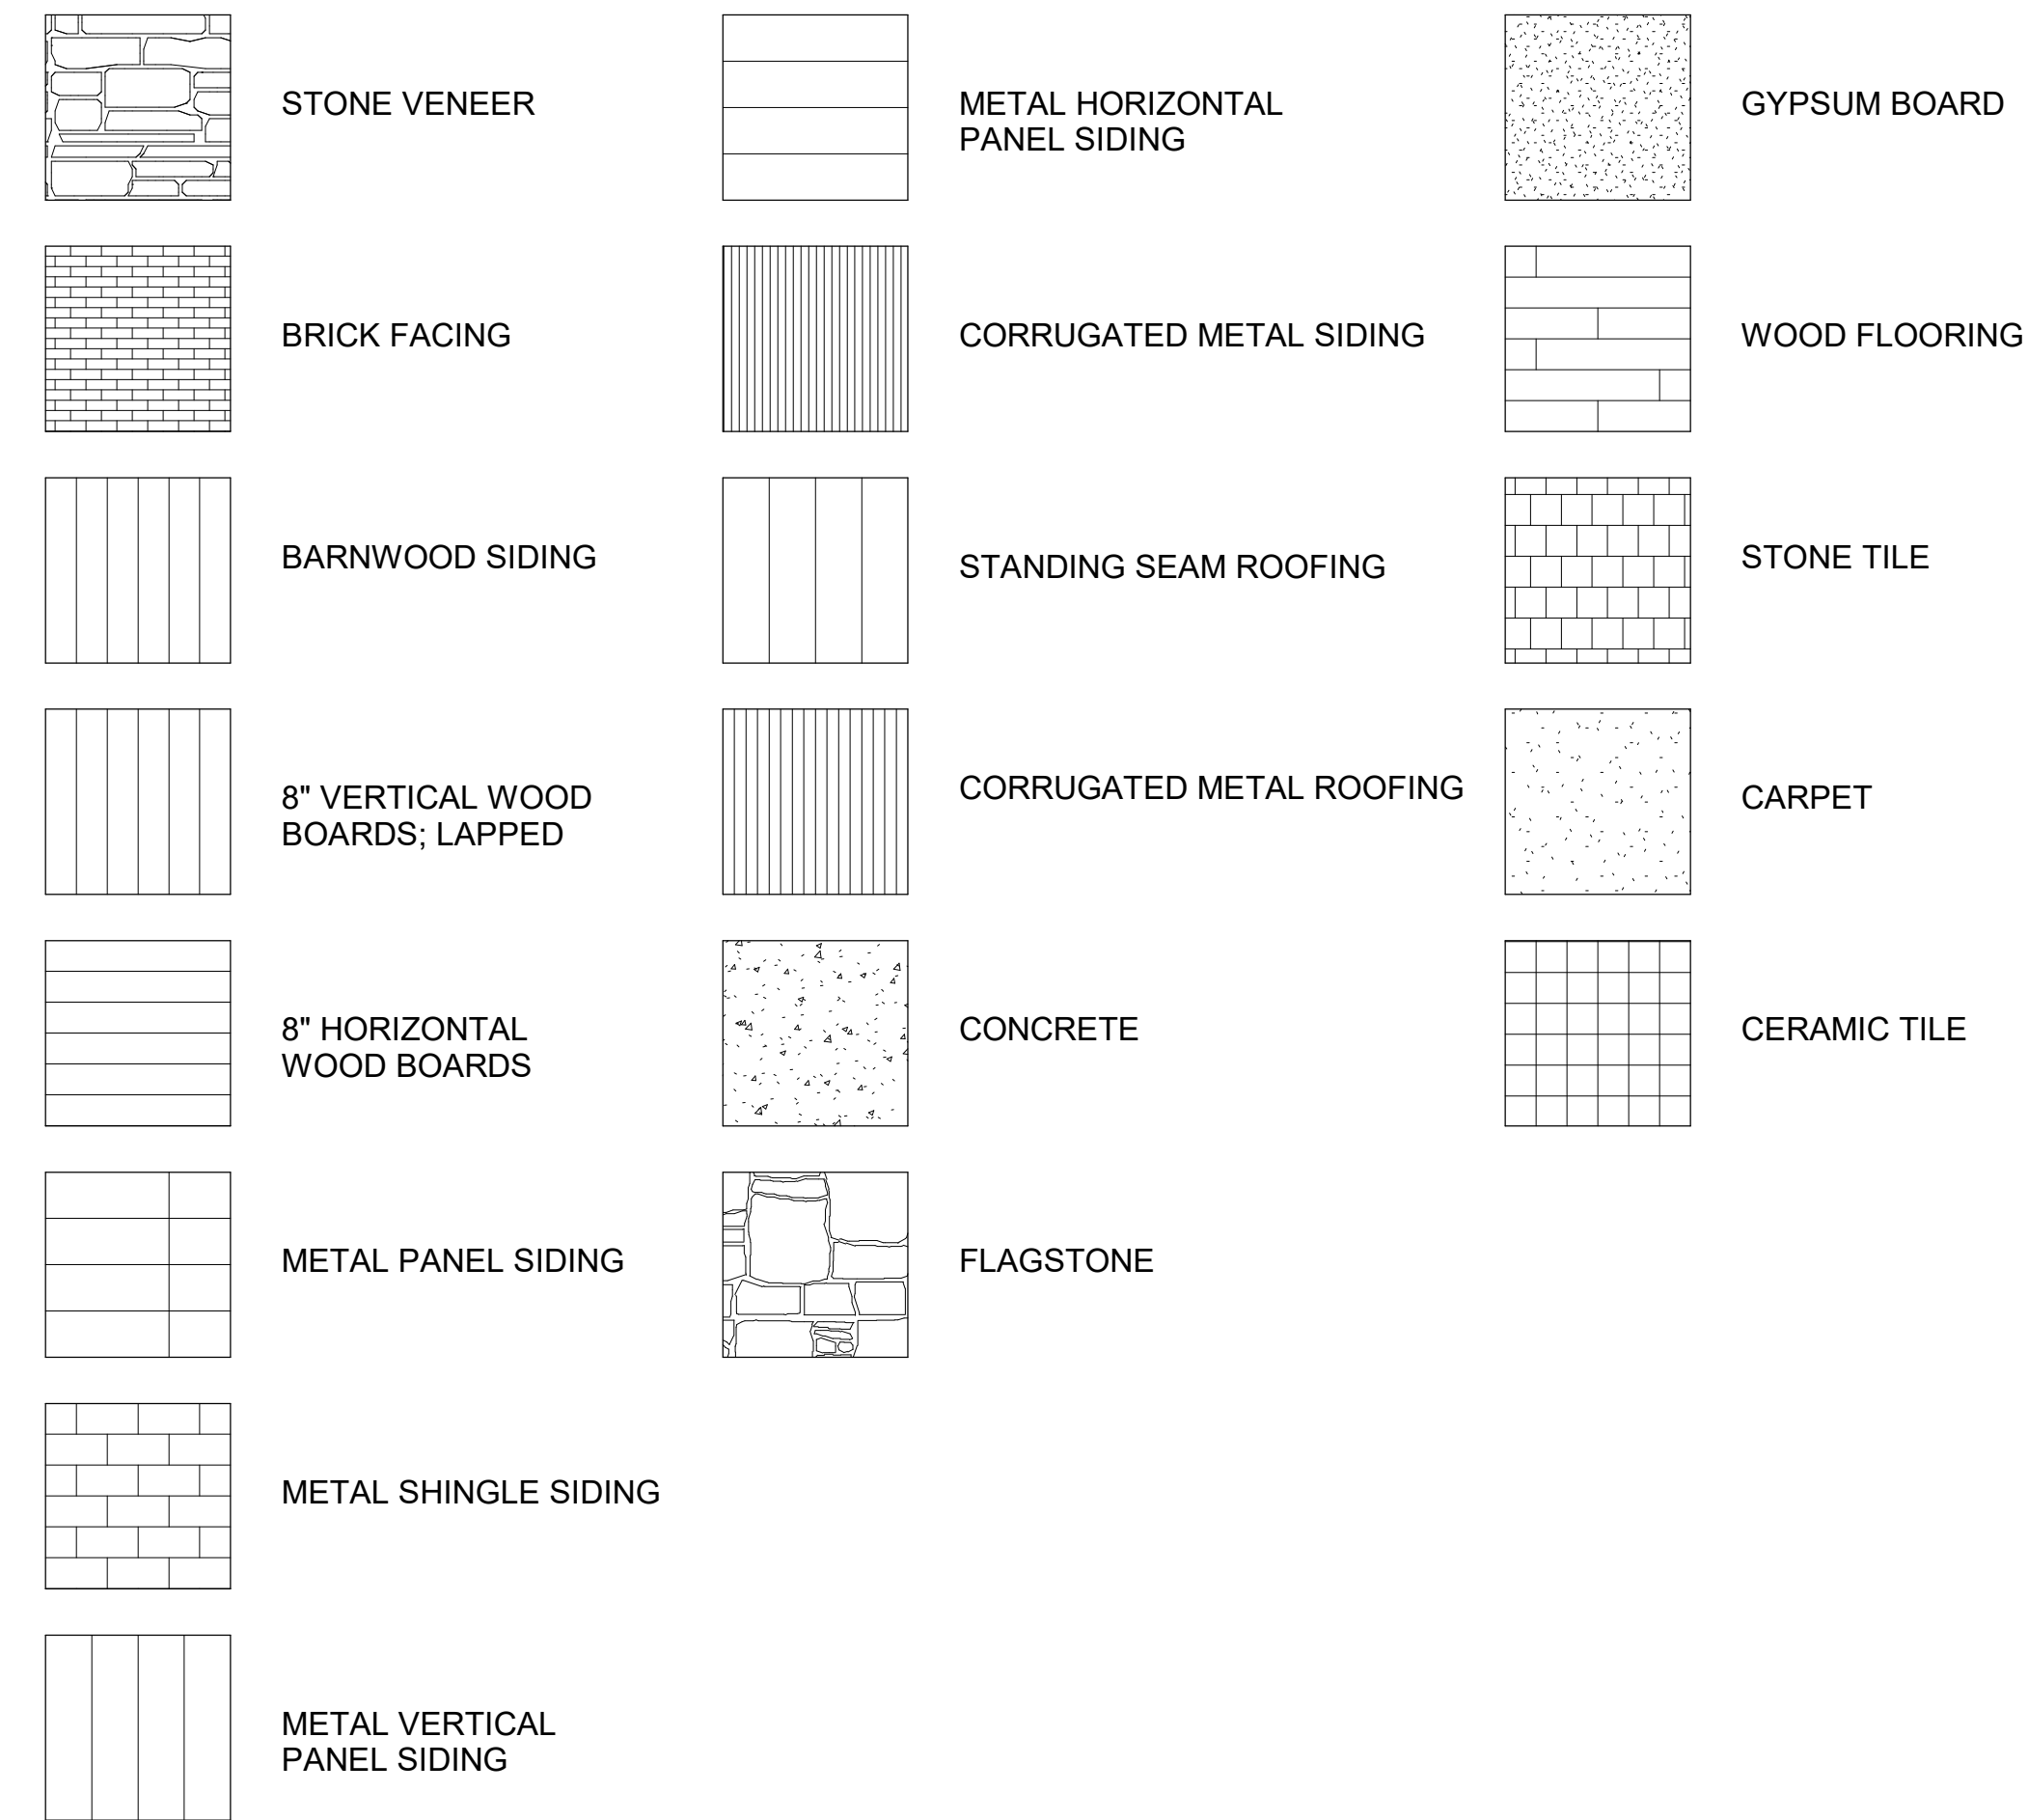 STONE VENEER
BRICK FACING
BARNWOOD SIDING
8" VERTICAL WOOD
BOARDS; LAPPED
8" HORIZONTAL
WOOD BOARDS
METAL PANEL SIDING
METAL SHINGLE SIDING
METAL VERTICAL
PANEL SIDING
METAL HORIZONTAL
PANEL SIDING
CORRUGATED METAL SIDING
STANDING SEAM ROOFING
CORRUGATED METAL ROOFING
CONCRETE
FLAGSTONE
GYPSUM BOARD
WOOD FLOORING
STONE TILE
CARPET
CERAMIC TILE